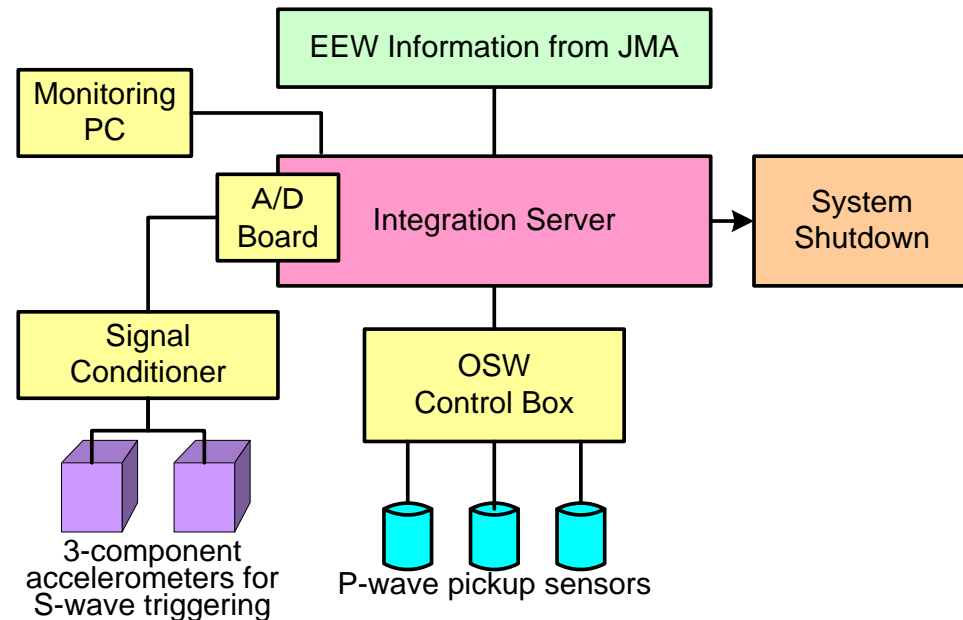 EEW Information from JMA
Monitoring
PC
A/D
Board
Integration Server
System
Shutdown
Signal
Conditioner
OSW
Control Box
3-component
accelerometers for
S-wave triggering
P-wave pickup sensors